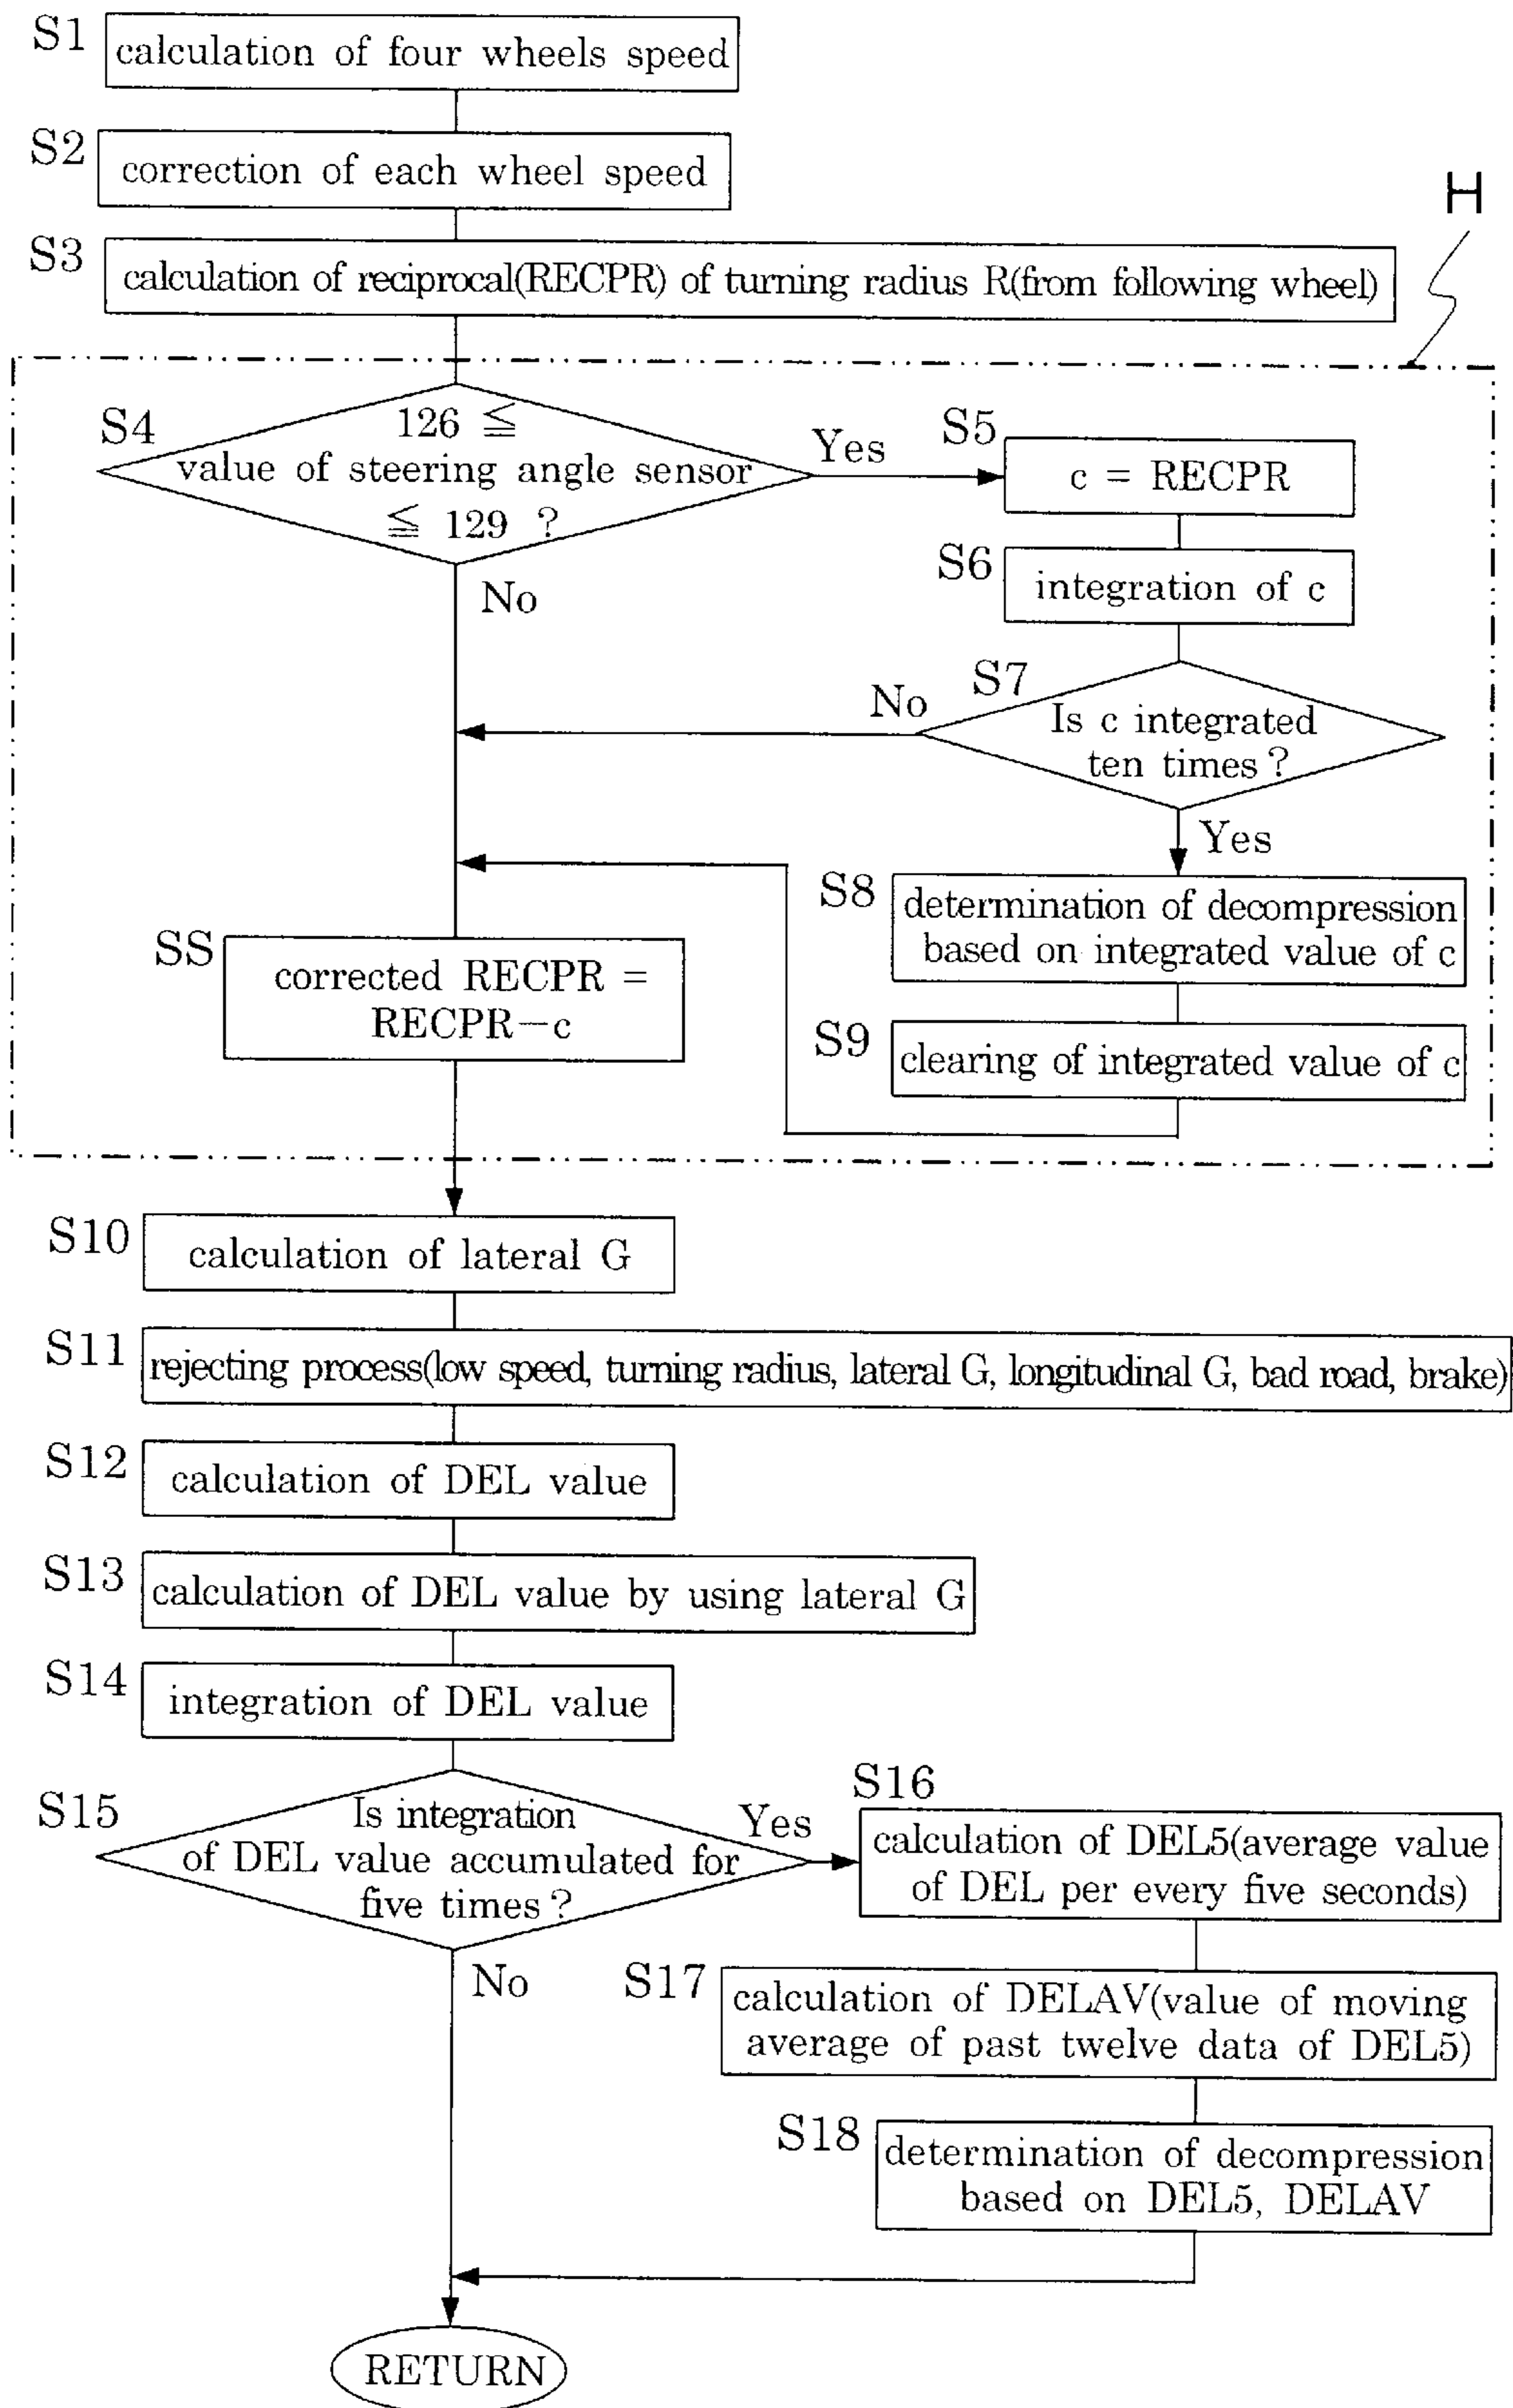 S1
calculation of four wheels speed
S2
correction of each wheel speed
H
S3
calculation of reciprocal(RECPR) of turning radius R(from following wheel)
S4
126 ≦
value of steering angle sensor
≦ 129 ?
Yes
No
S5
c = RECPR
S6
integration of c
S7
Is c integrated
ten times ?
No
Yes
S8
determination of decompression
based on integrated value of c
S9
clearing of integrated value of c
SS
corrected RECPR =
RECPR−c
S10
calculation of lateral G
S11
rejecting process(low speed, turning radius, lateral G, longitudinal G, bad road, brake)
S12
calculation of DEL value
S13
calculation of DEL value by using lateral G
S14
integration of DEL value
S15
Is integration
of DEL value accumulated for
five times ?
Yes
No
S16
calculation of DEL5(average value
of DEL per every five seconds)
S17
calculation of DELAV(value of moving
average of past twelve data of DEL5)
S18
determination of decompression
based on DEL5, DELAV
RETURN